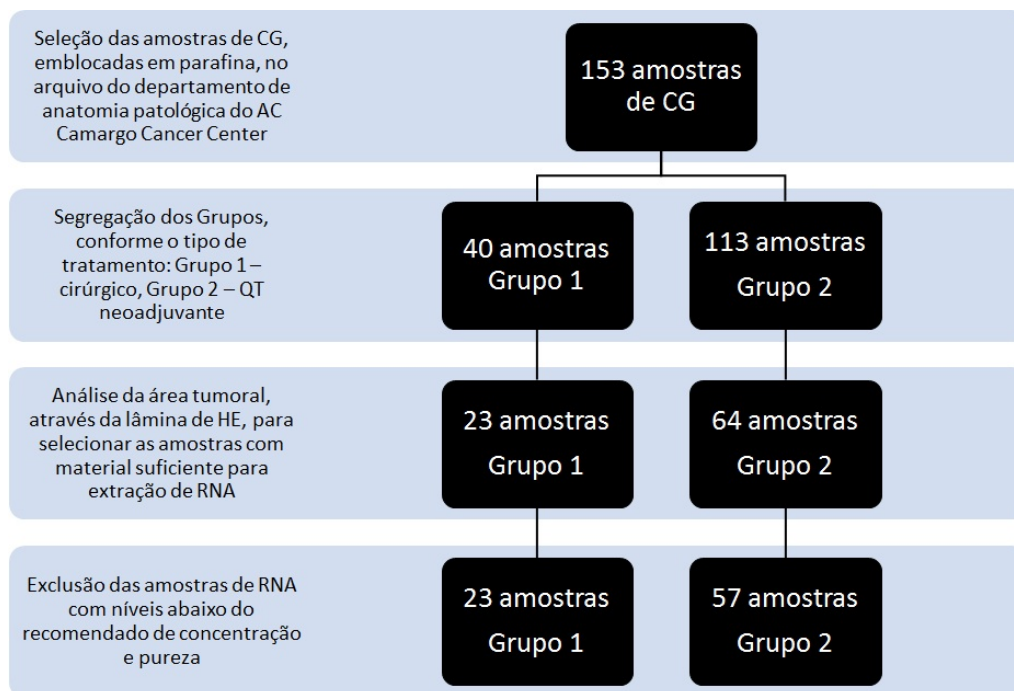 Seleção das amostras de CG,
emblocadas em parafina, no
arquivo do departamento de
anatomia patológica do AC
Camargo Cancer Center
153 amostras
de CG
Segregação dos Grupos,
conforme o tipo de
tratamento: Grupo 1 –
cirúrgico, Grupo 2 – QT
neoadjuvante
40 amostras
Grupo 1
113 amostras
Grupo 2
Análise da área tumoral,
através da lâmina de HE, para
selecionar as amostras com
material suficiente para
extração de RNA
23 amostras
Grupo 1
64 amostras
Grupo 2
Exclusão das amostras de RNA
com níveis abaixo do
recomendado de concentração
e pureza
23 amostras
Grupo 1
57 amostras
Grupo 2